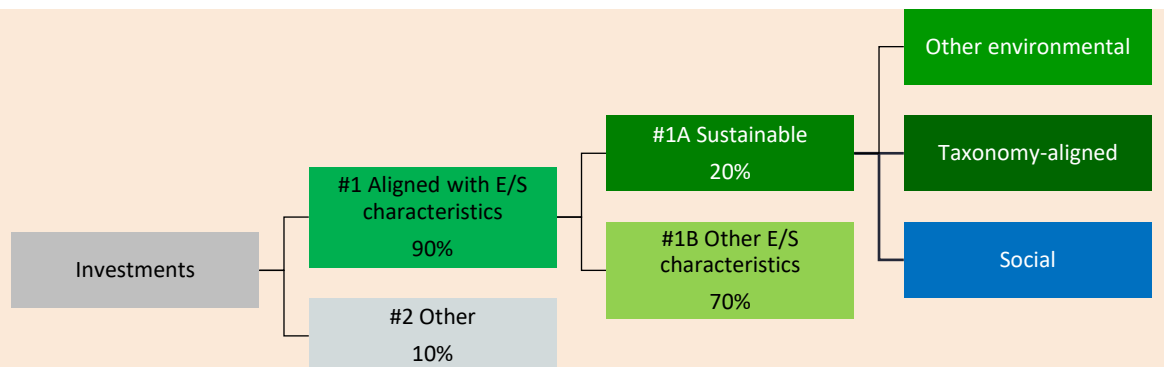 Investments
#1 Aligned with E/S
characteristics
90%
#2 Other
10%
#1A Sustainable
20%
#1B Other E/S
characteristics
70%
Other environmental
Taxonomy-aligned
Social